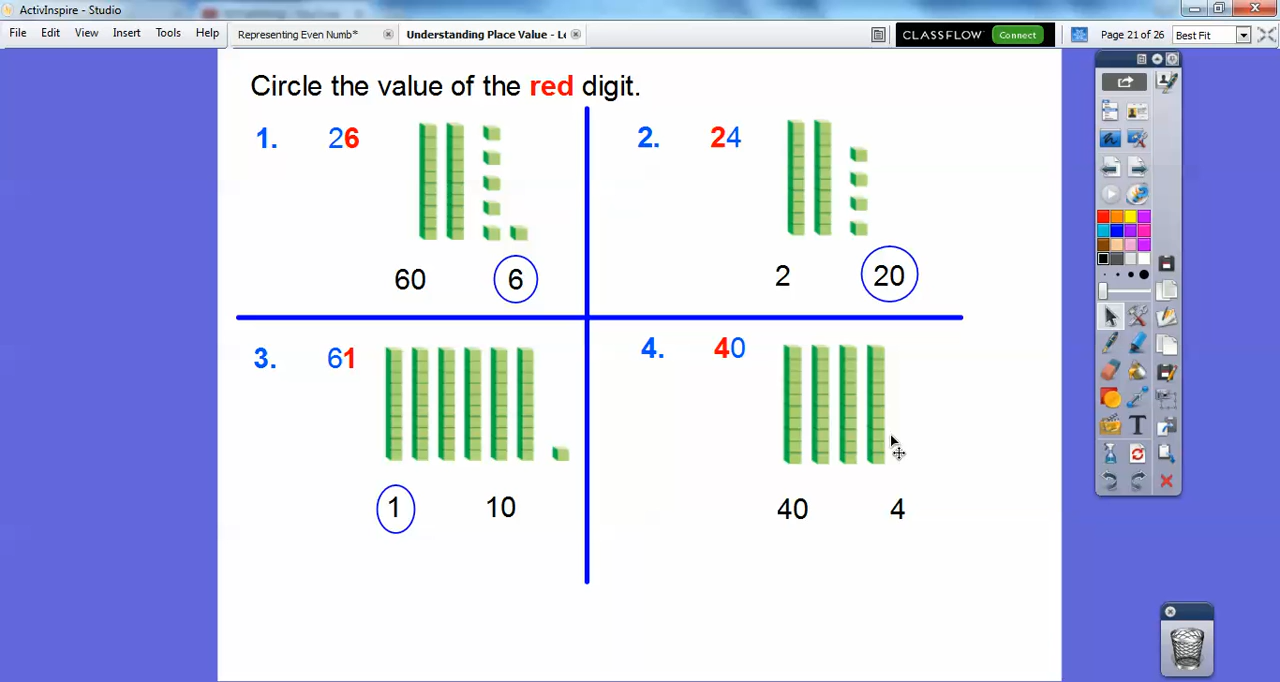 ActivInspire - Studio
File Edit View Insert Tools Help
Representing Even Numb*
Understanding Place Value - Le
CLASSFLOW Connect
Page 21 of 26
Best Fit
Circle the value of the red digit.
1. 26
60 6
2. 24
2 20
3. 61
1 10
4. 40
40 4
T